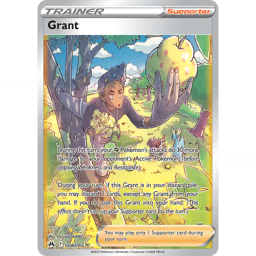 TRAINER
Supporter
Grant
During this turn, your Pokémon's attacks do 30 more
damage to your opponent's Active Pokémon (before
applying Weakness and Resistance).
During your turn, if this Grant is in your discard pile,
you may discard 2 cards, except any Grant, from your
hand. If you do, put this Grant into your hand. (This
effect doesn't use up your Supporter card for the turn.)
You may play only 1 Supporter card during
your turn.